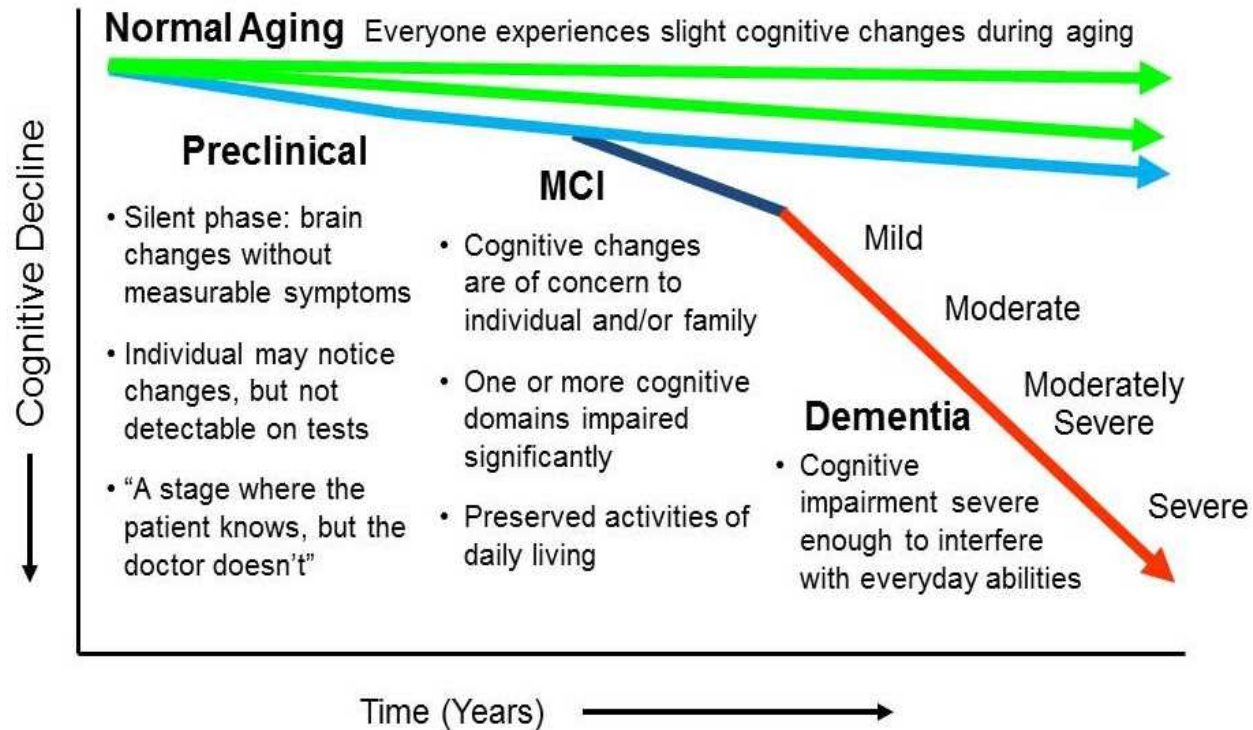 Normal Aging Everyone experiences slight cognitive changes during aging
Cognitive Decline
Preclinical
• Silent phase: brain
changes without
measurable symptoms
• Individual may notice
changes, but not
detectable on tests
• “A stage where the
patient knows, but the
doctor doesn’t”
MCI
• Cognitive changes
are of concern to
individual and/or family
• One or more cognitive
domains impaired
significantly
• Preserved activities of
daily living
Mild
Moderate
Moderately
Severe
Severe
Dementia
• Cognitive
impairment severe
enough to interfere
with everyday abilities
Time (Years)